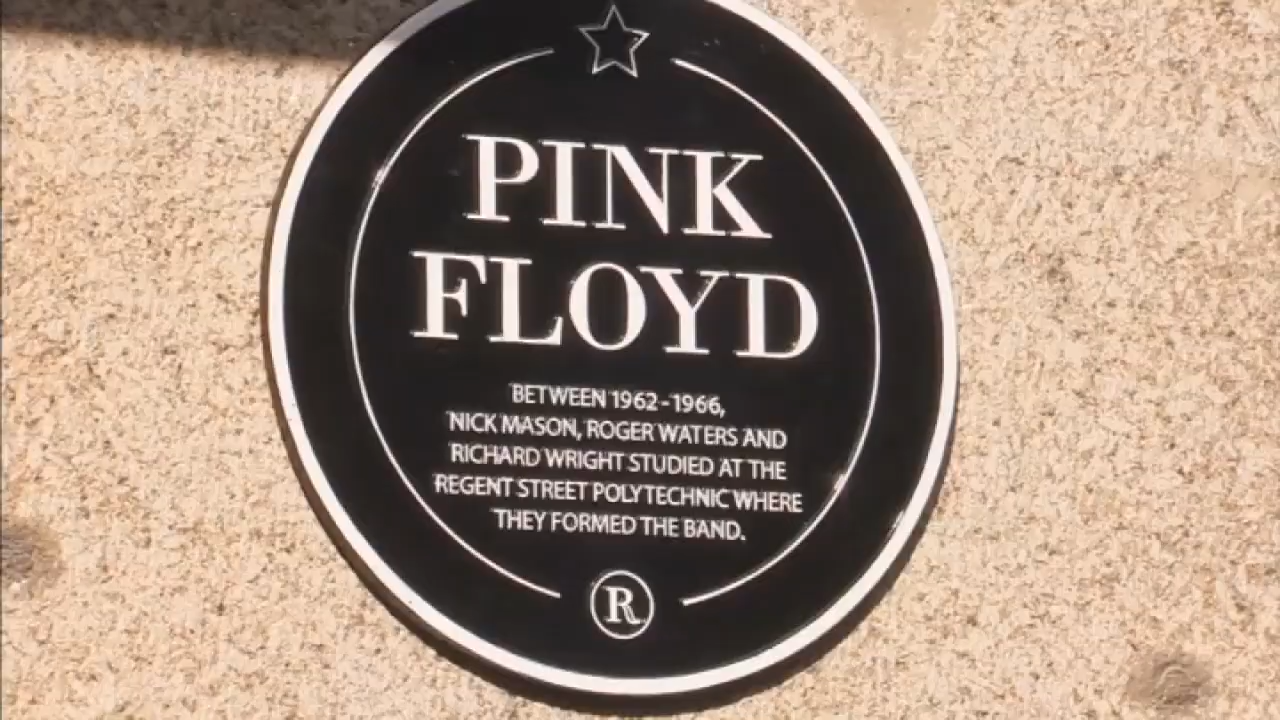 PINK
FLOYD
BETWEEN 1962-1966,
NICK MASON, ROGER WATERS AND
RICHARD WRIGHT STUDIED AT THE
REGENT STREET POLYTECHNIC WHERE
THEY FORMED THE BAND.
R